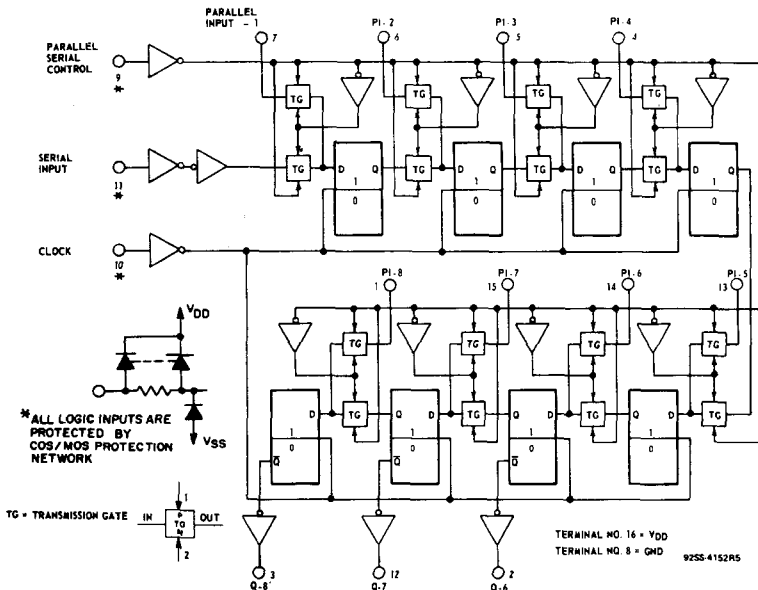 PARALLEL
INPUT - 1
7
PI-2
6
PI-3
5
PI-4
4
PARALLEL
SERIAL
CONTROL
9
*
TG
TG
TG
TG
SERIAL
INPUT
11
*
TG
D Q
1
0
TG
D Q
1
0
TG
D Q
1
0
TG
D Q
1
0
CLOCK
10
*
PI-8
1
PI-7
15
PI-6
14
PI-5
13
TG
TG
TG
TG
D
1
0
Q̅
TG
Q D
1
0
Q̅
TG
Q D
1
0
Q̅
TG
Q D
1
0
TG
VDD
VSS
*ALL LOGIC INPUTS ARE
PROTECTED BY
COS/MOS PROTECTION
NETWORK
TG = TRANSMISSION GATE
1
IN
P
TG
N
OUT
2
3
Q-8
12
Q-7
2
Q-6
TERMINAL NO. 16 = VDD
TERMINAL NO. 8 = GND
92SS-4152R5